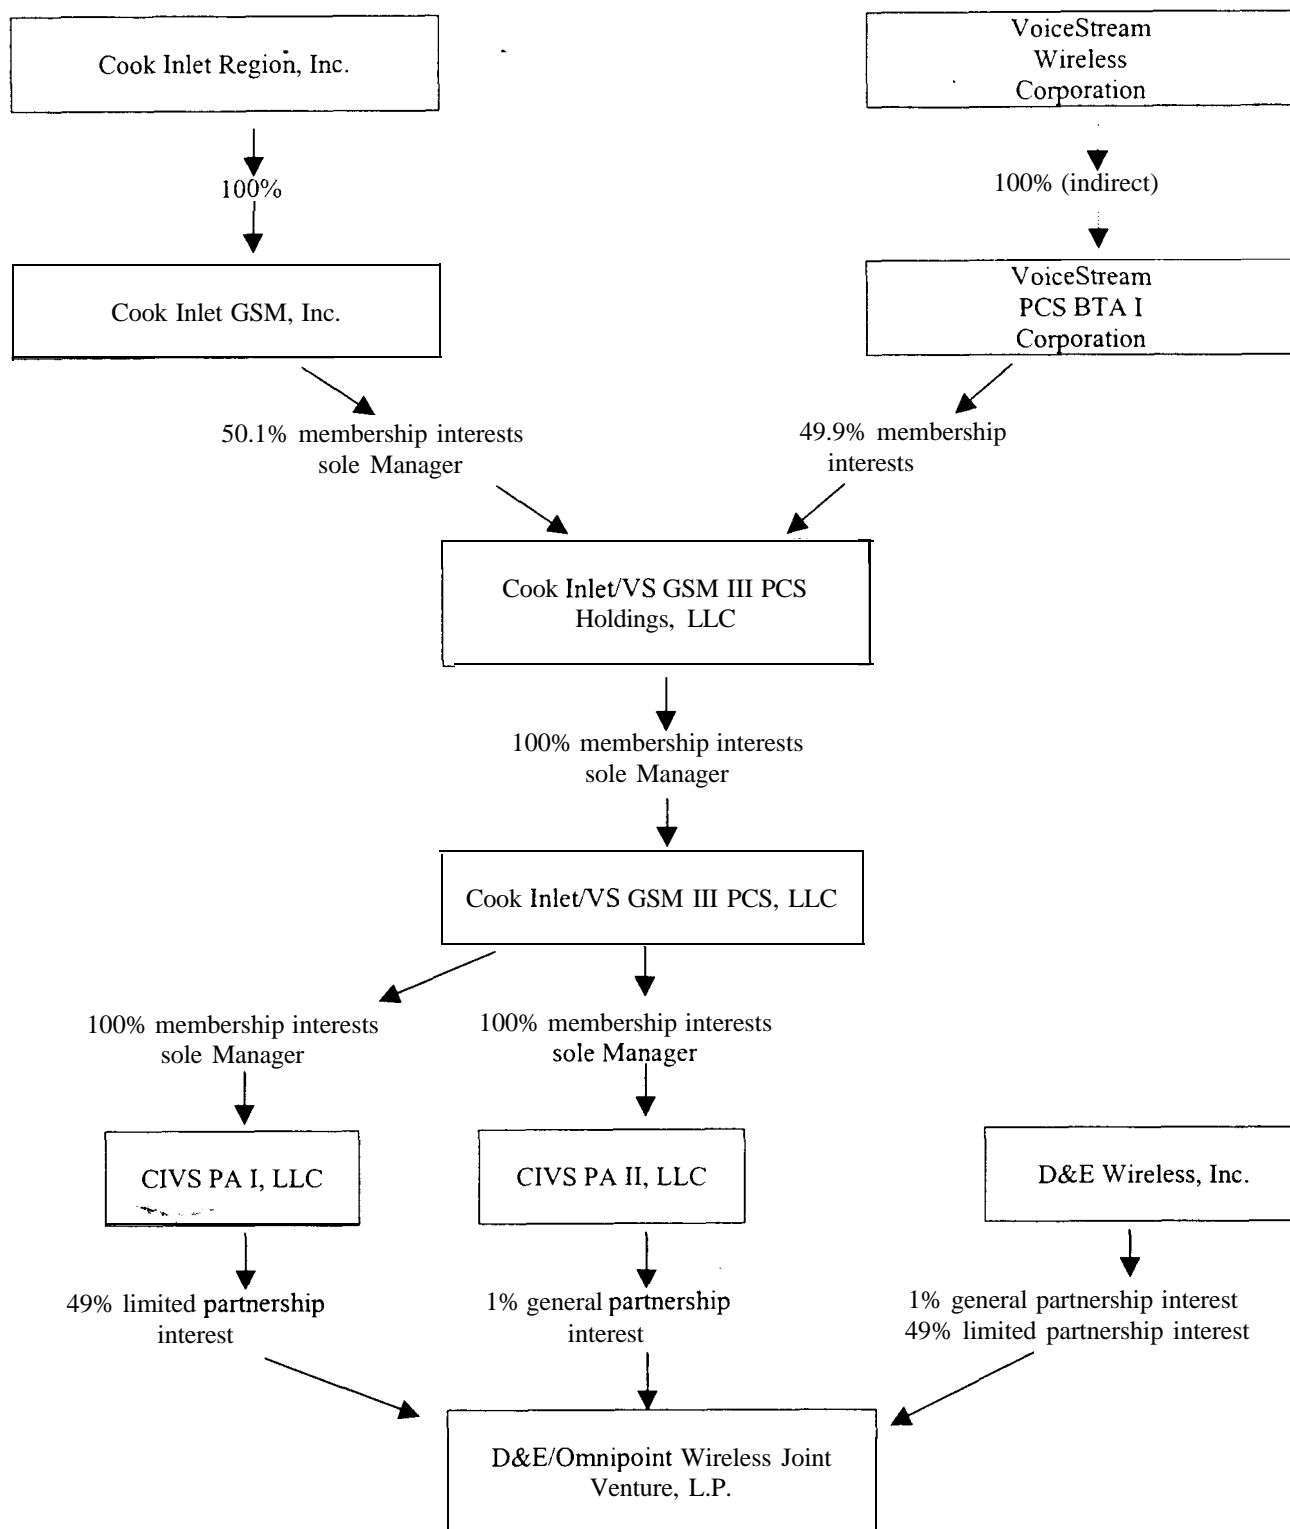 Cook Inlet Region, Inc.
VoiceStream
Wireless
Corporation
100%
100% (indirect)
Cook Inlet GSM, Inc.
VoiceStream
PCS BTA I
Corporation
50.1% membership interests
sole Manager
49.9% membership
interests
Cook Inlet/VS GSM III PCS
Holdings, LLC
100% membership interests
sole Manager
Cook Inlet/VS GSM III PCS, LLC
100% membership interests
sole Manager
100% membership interests
sole Manager
CIVS PA I, LLC
CIVS PA II, LLC
D&E Wireless, Inc.
49% limited partnership
interest
1% general partnership
interest
1% general partnership interest
49% limited partnership interest
D&E/Omnipoint Wireless Joint
Venture, L.P.